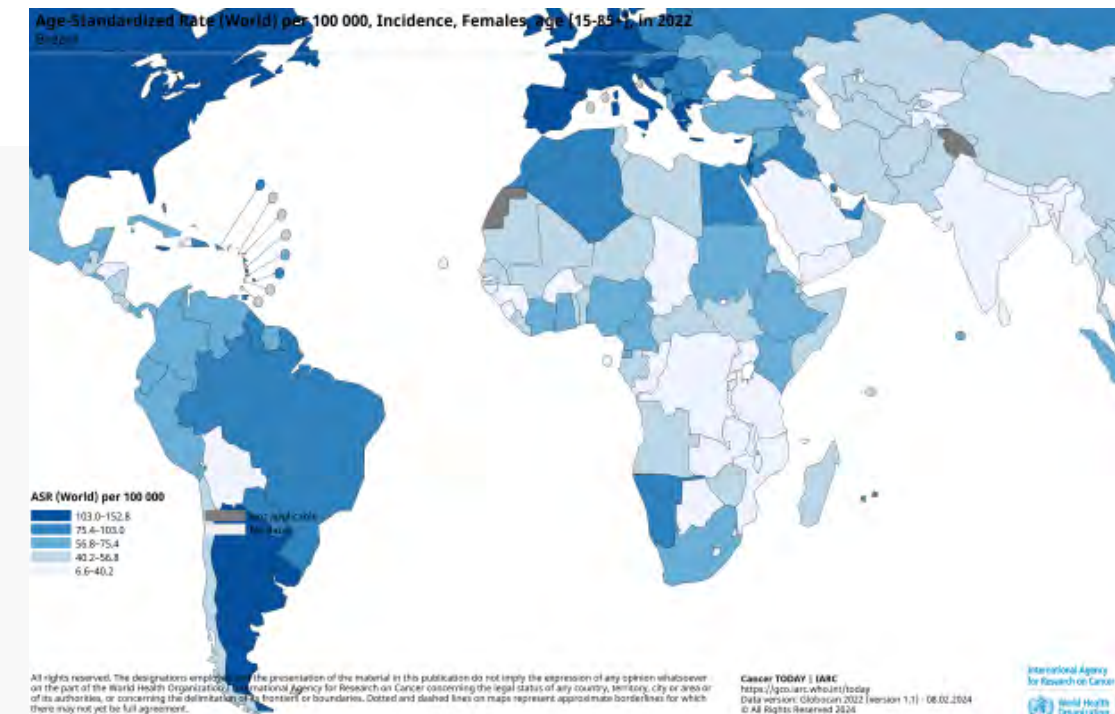 Age-Standardized Rate (World) per 100 000, Incidence, Females, age [15-85+], in 2022
Breast
ASR (World) per 100 000
103.0–152.8
75.4–103.0
56.8–75.4
40.2–56.8
6.6–40.2
Not applicable
No data
All rights reserved. The designations employed and the presentation of the material in this publication do not imply the expression of any opinion whatsoever
on the part of the World Health Organization / International Agency for Research on Cancer concerning the legal status of any country, territory, city or area or
of its authorities, or concerning the delimitation of its frontiers or boundaries. Dotted and dashed lines on maps represent approximate borderlines for which
there may not yet be full agreement.
Cancer TODAY | IARC
https://gco.iarc.who.int/today
Data version: Globocan 2022 (version 1.1) - 08.02.2024
© All Rights Reserved 2024
International Agency
for Research on Cancer
World Health
Organization